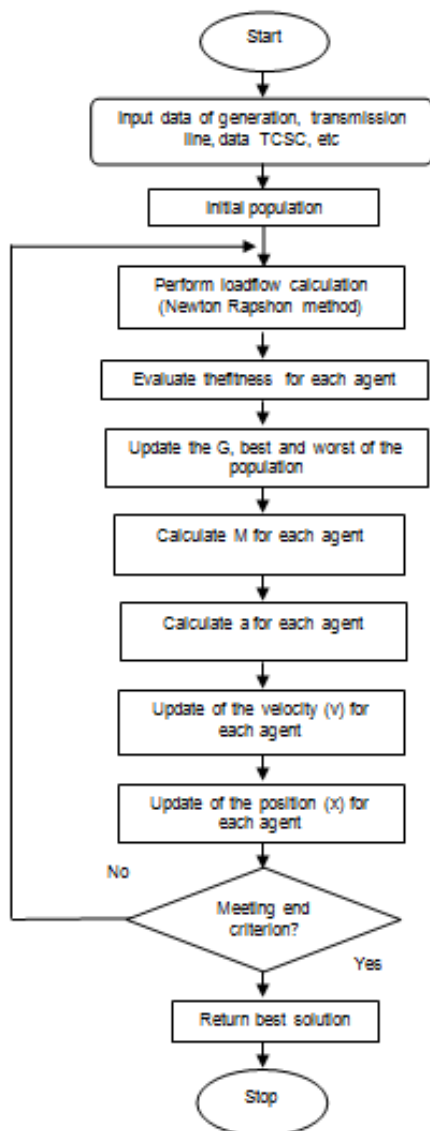 Start
Input data of generation, transmission
line, data TCSC, etc
Initial population
Perform loadflow calculation
(Newton Rapshon method)
Evaluate thefitness for each agent
Update the G, best and worst of the
population
Calculate M for each agent
Calculate a for each agent
Update of the velocity (v) for
each agent
Update of the position (x) for
each agent
No
Meeting end
criterion?
Yes
Return best solution
Stop